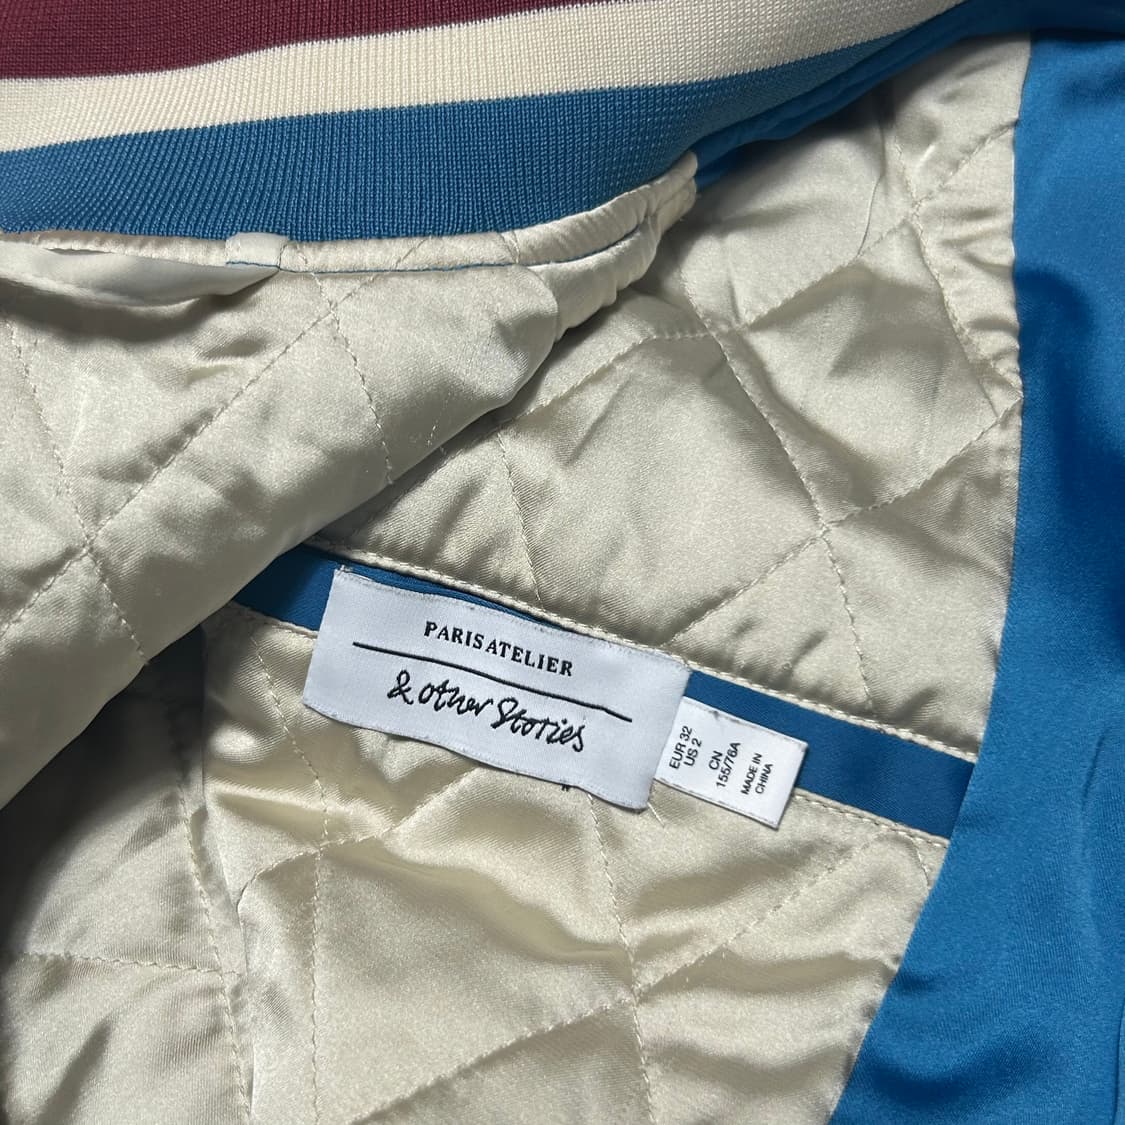 PARIS ATELIER
& other Stories
EUR 32
US 2
CN
155/76A
MADE IN
CHINA